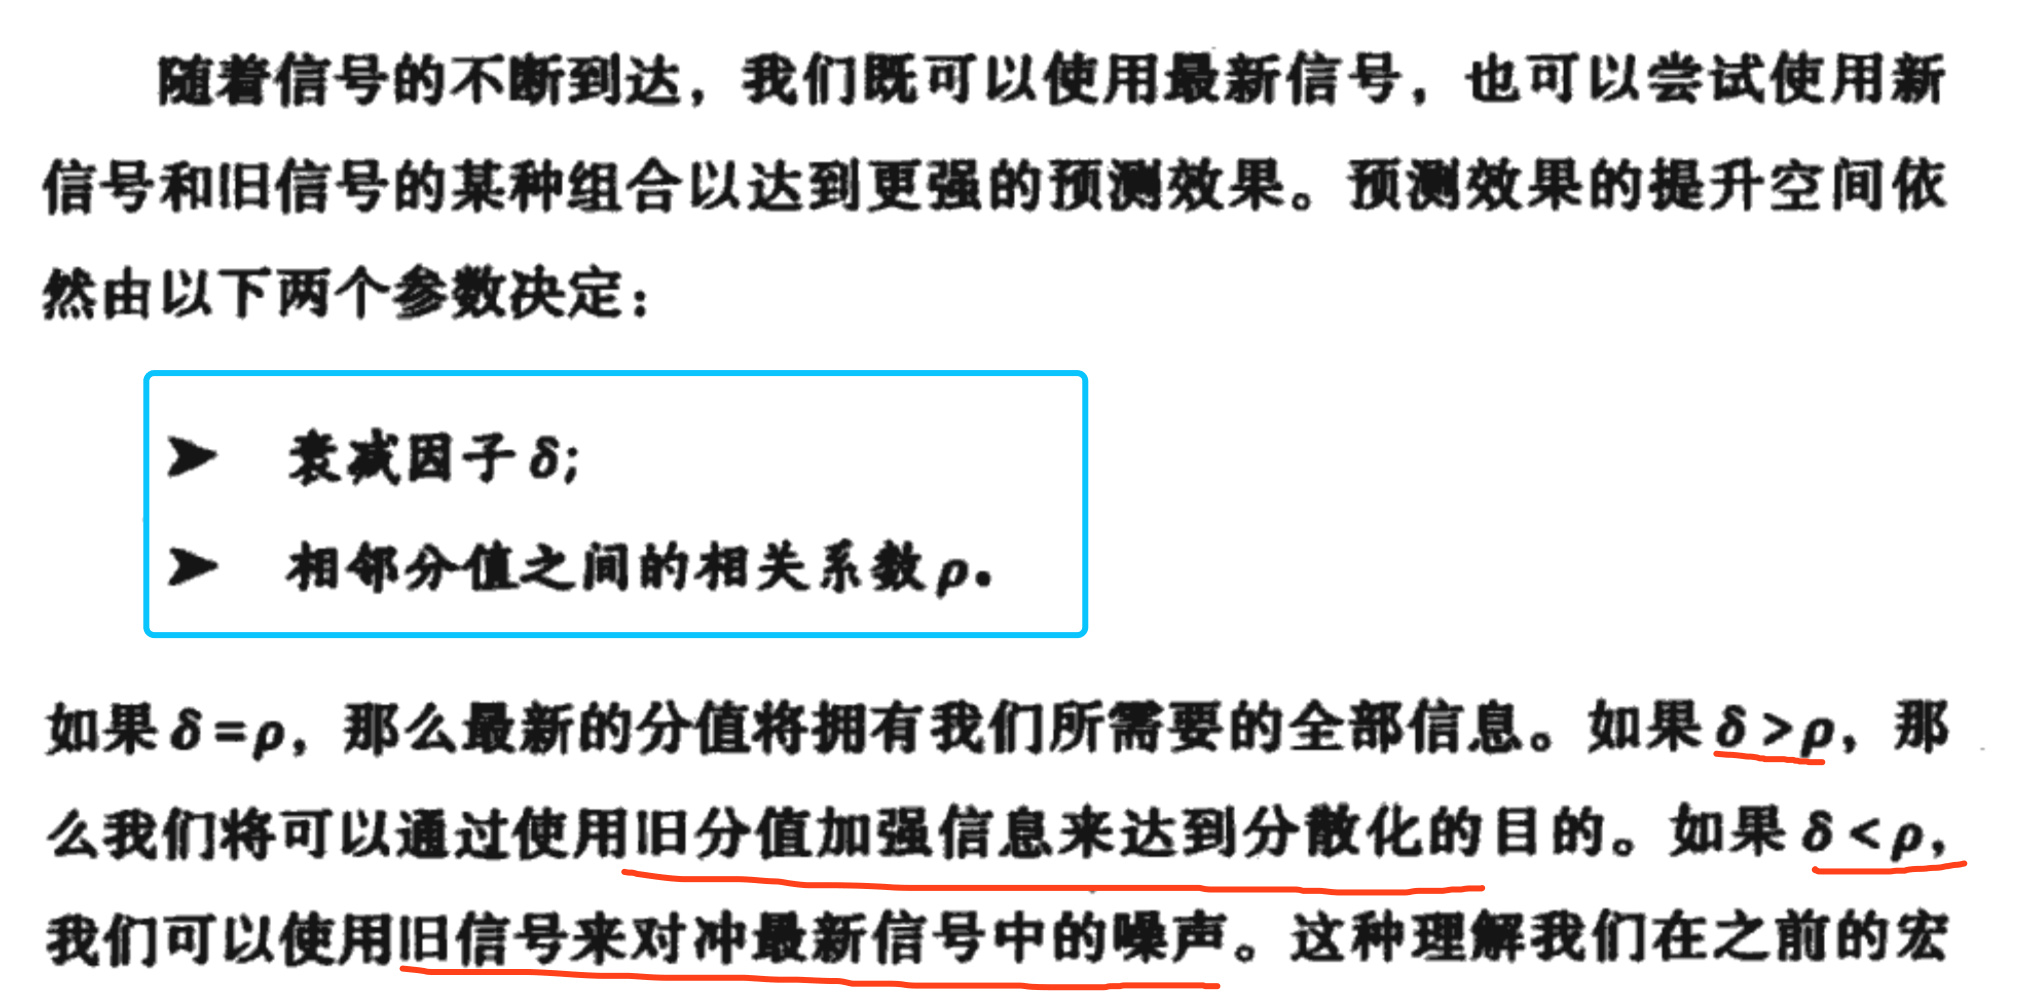 随着信号的不断到达，我们既可以使用最新信号，也可以尝试使用新
信号和旧信号的某种组合以达到更强的预测效果。预测效果的提升空间依
然由以下两个参数决定：
➤ 衰减因子 δ;
➤ 相邻分值之间的相关系数 ρ.
如果 δ=ρ，那么最新的分值将拥有我们所需要的全部信息。如果 δ>ρ，那
么我们将可以通过使用旧分值加强信息来达到分散化的目的。如果 δ<ρ，
我们可以使用旧信号来对冲最新信号中的噪声。这种理解我们在之前的宏